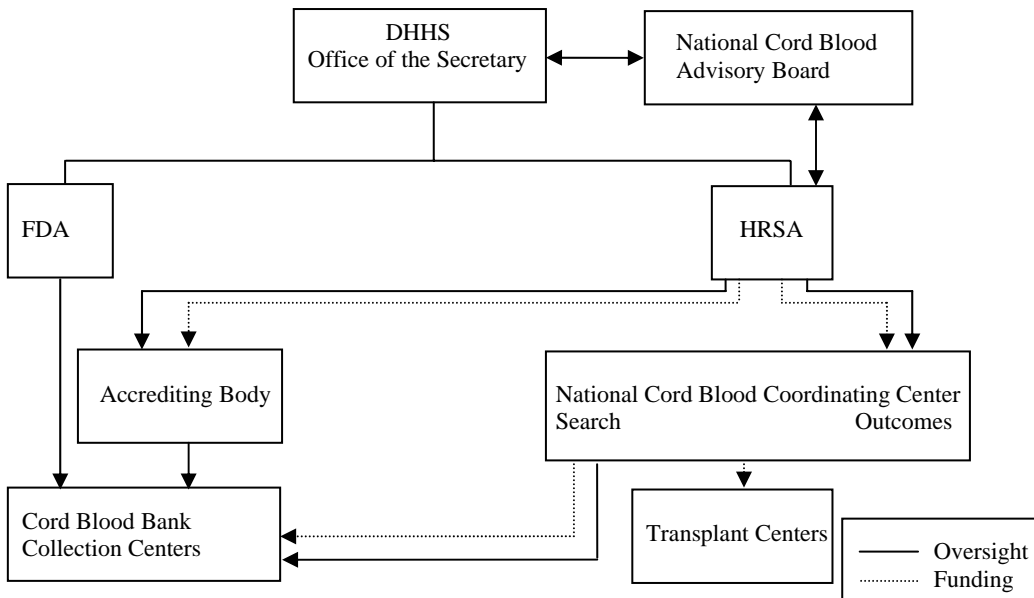 DHHS
Office of the Secretary
National Cord Blood
Advisory Board
FDA
HRSA
Accrediting Body
National Cord Blood Coordinating Center
Search Outcomes
Cord Blood Bank
Collection Centers
Transplant Centers
Oversight
Funding